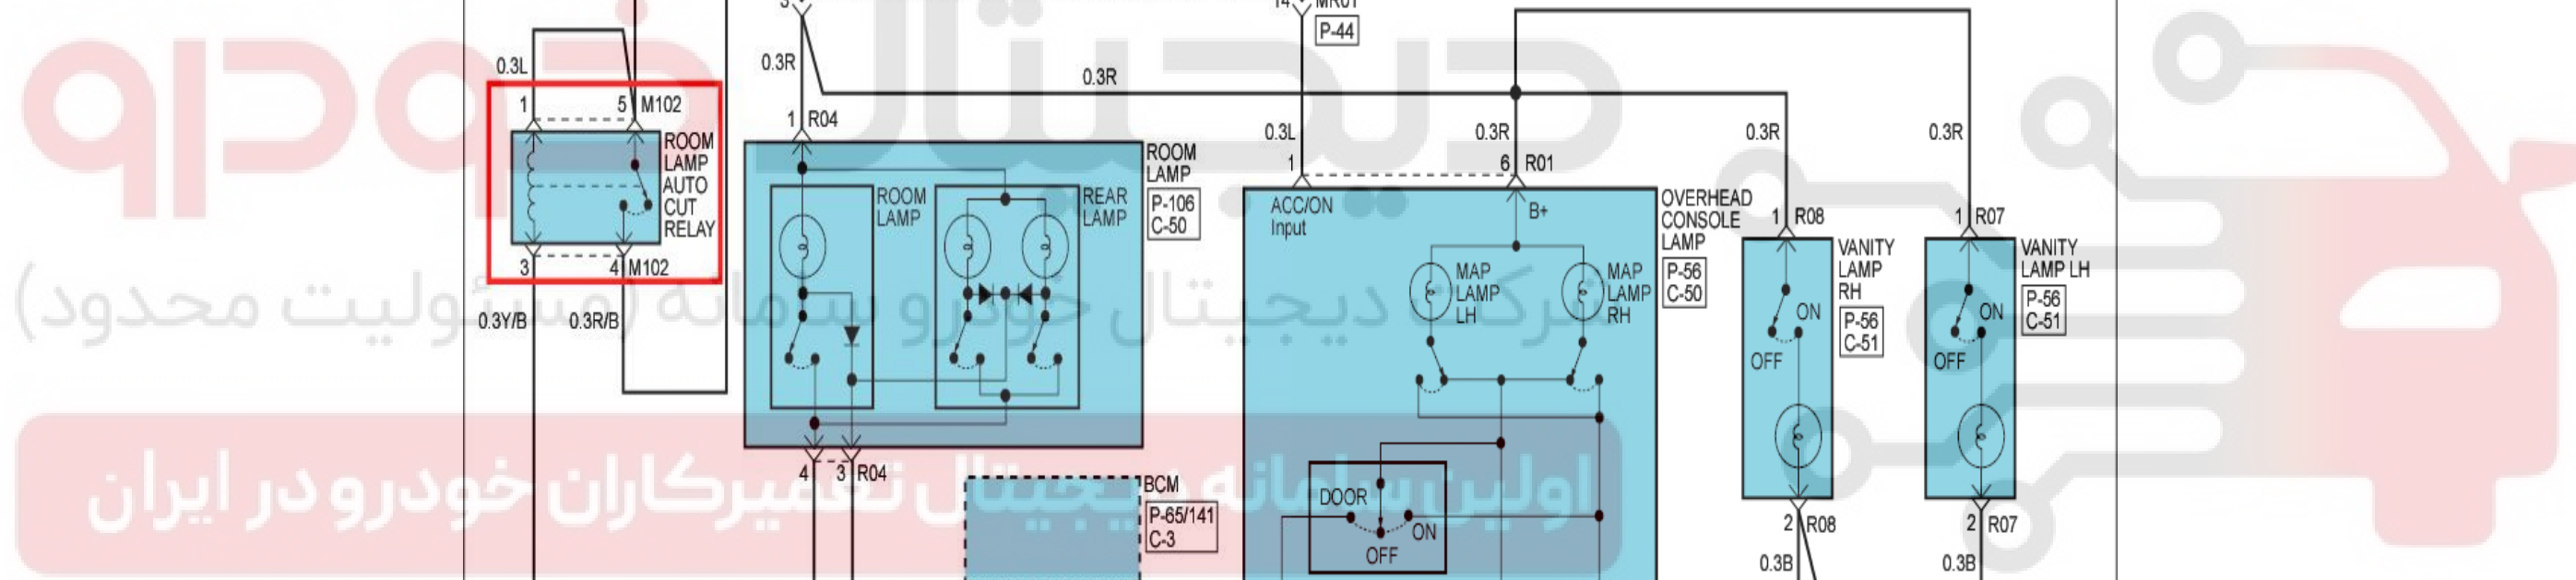 3
14
MR01
P-44
0.3L
0.3R
0.3R
1
5
M102
ROOM
LAMP
AUTO
CUT
RELAY
3
4
M102
0.3Y/B
0.3R/B
1
R04
ROOM
LAMP
P-106
C-50
ROOM
LAMP
REAR
LAMP
4
3
R04
BCM
P-65/141
C-3
0.3L
0.3R
1
6
R01
ACC/ON
Input
B+
OVERHEAD
CONSOLE
LAMP
P-56
C-50
MAP
LAMP
LH
MAP
LAMP
RH
DOOR
ON
OFF
0.3R
0.3R
1
R08
VANITY
LAMP
RH
P-56
C-51
ON
OFF
2
R08
0.3B
1
R07
VANITY
LAMP LH
P-56
C-51
ON
OFF
2
R07
0.3B
دیجیتال خودرو
شرکت دیجیتال خودرو سامانه (مسئولیت محدود)
اولین سامانه دیجیتال تعمیرکاران خودرو در ایران